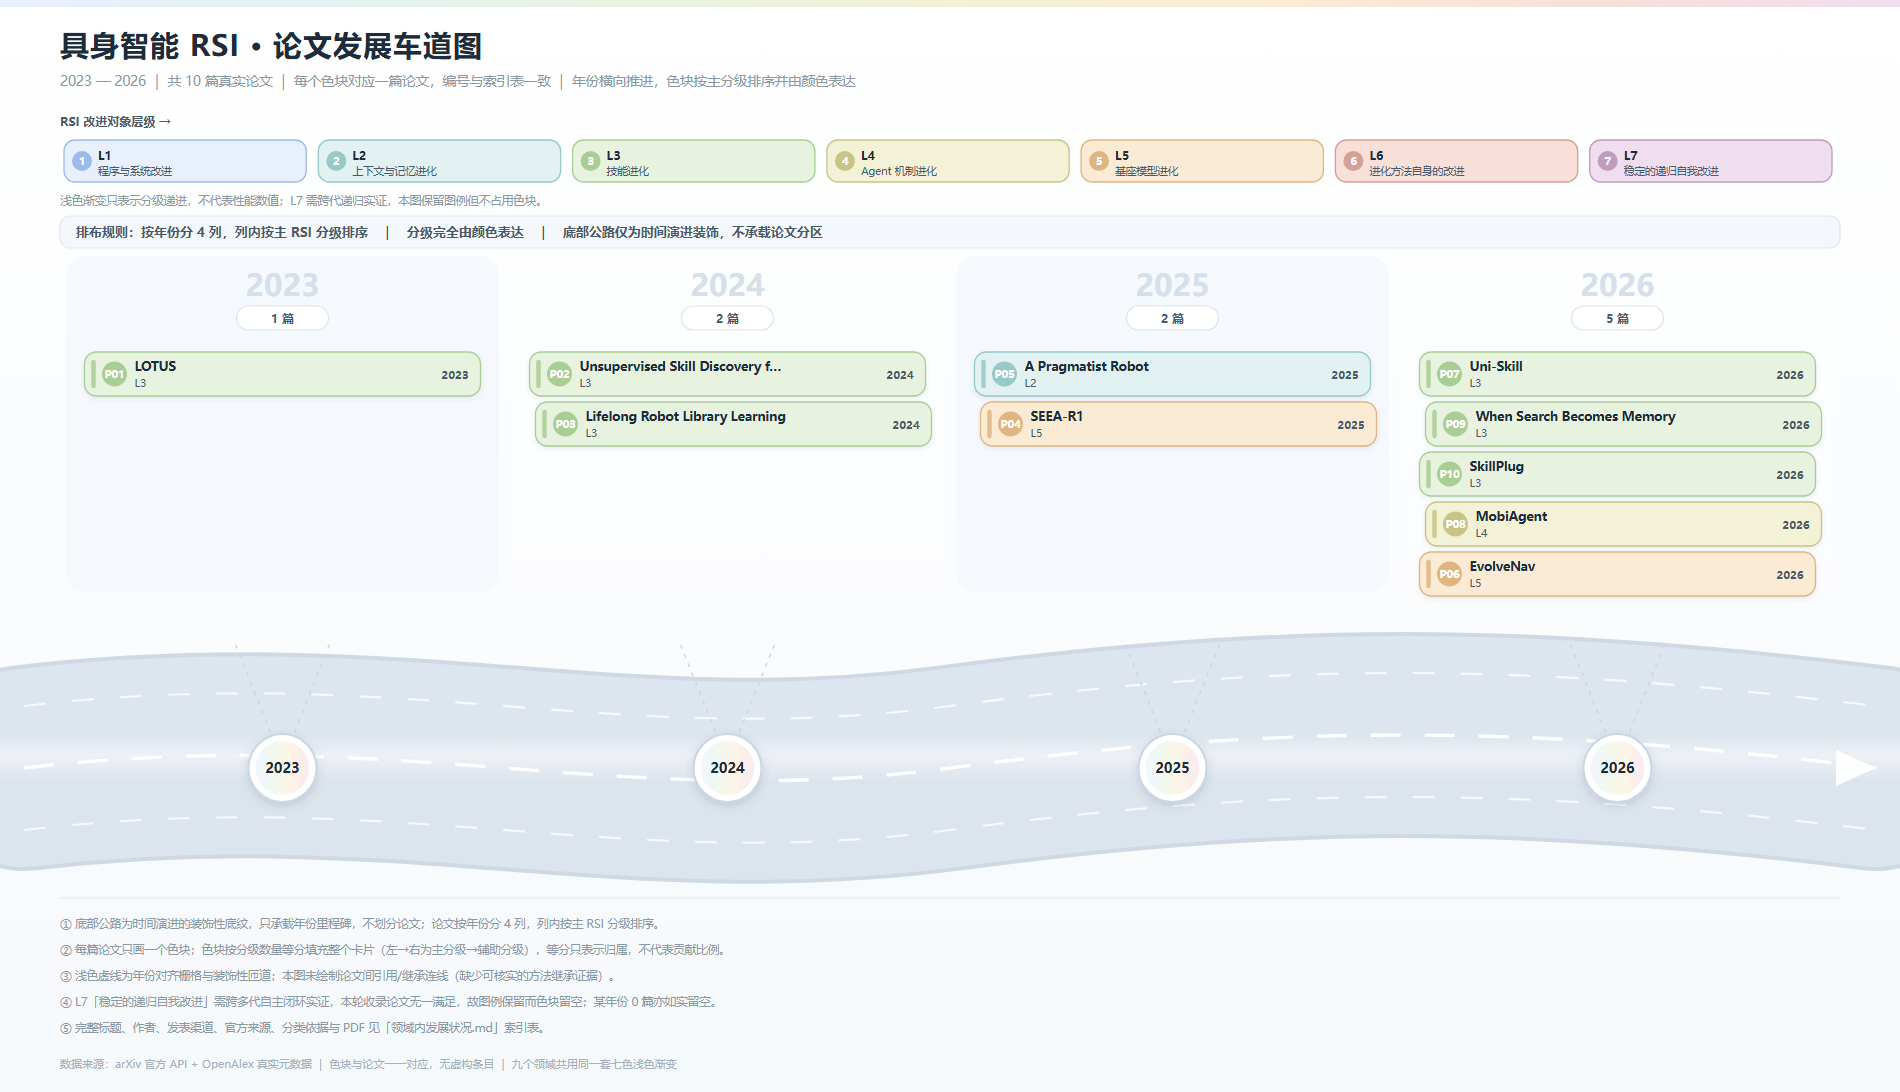 具身智能 RSI · 论文发展车道图
2023 — 2026 | 共 10 篇真实论文 | 每个色块对应一篇论文，编号与索引表一致 | 年份横向推进，色块按主分级排序并由颜色表达
RSI 改进对象层级 →
1 L1 程序与系统改进
2 L2 上下文与记忆进化
3 L3 技能进化
4 L4 Agent 机制进化
5 L5 基座模型进化
6 L6 进化方法自身的改进
7 L7 稳定的递归自我改进
浅色渐变只表示分级递进，不代表性能数值；L7 需跨代递归实证，本图保留图例但不占用色块。
排布规则：按年份分 4 列，列内按主 RSI 分级排序 | 分级完全由颜色表达 | 底部公路仅为时间演进装饰，不承载论文分区
2023
1 篇
P01 LOTUS 2023
L3
2024
2 篇
P02 Unsupervised Skill Discovery f... 2024
L3
P03 Lifelong Robot Library Learning 2024
L3
2025
2 篇
P05 A Pragmatist Robot 2025
L2
P04 SEEA-R1 2025
L5
2026
5 篇
P07 Uni-Skill 2026
L3
P09 When Search Becomes Memory 2026
L3
P10 SkillPlug 2026
L3
P08 MobiAgent 2026
L4
P06 EvolveNav 2026
L5
2023
2024
2025
2026
① 底部公路为时间演进的装饰性底纹，只承载年份里程碑，不划分论文；论文按年份分 4 列，列内按主 RSI 分级排序。
② 每篇论文只画一个色块；色块按分级数量等分填充整个卡片（左→右为主分级→辅助分级），等分只表示归属，不代表贡献比例。
③ 浅色虚线为年份对齐栅格与装饰性匝道；本图未绘制论文间引用/继承连线（缺少可核实的方法继承证据）。
④ L7「稳定的递归自我改进」需跨多代自主闭环实证，本轮收录论文无一满足，故图例保留而色块留空；某年份 0 篇亦如实留空。
⑤ 完整标题、作者、发表渠道、官方来源、分类依据与 PDF 见「领域内发展状况.md」索引表。
数据来源：arXiv 官方 API + OpenAlex 真实元数据 | 色块与论文一一对应，无虚构条目 | 九个领域共用同一套七色浅色渐变